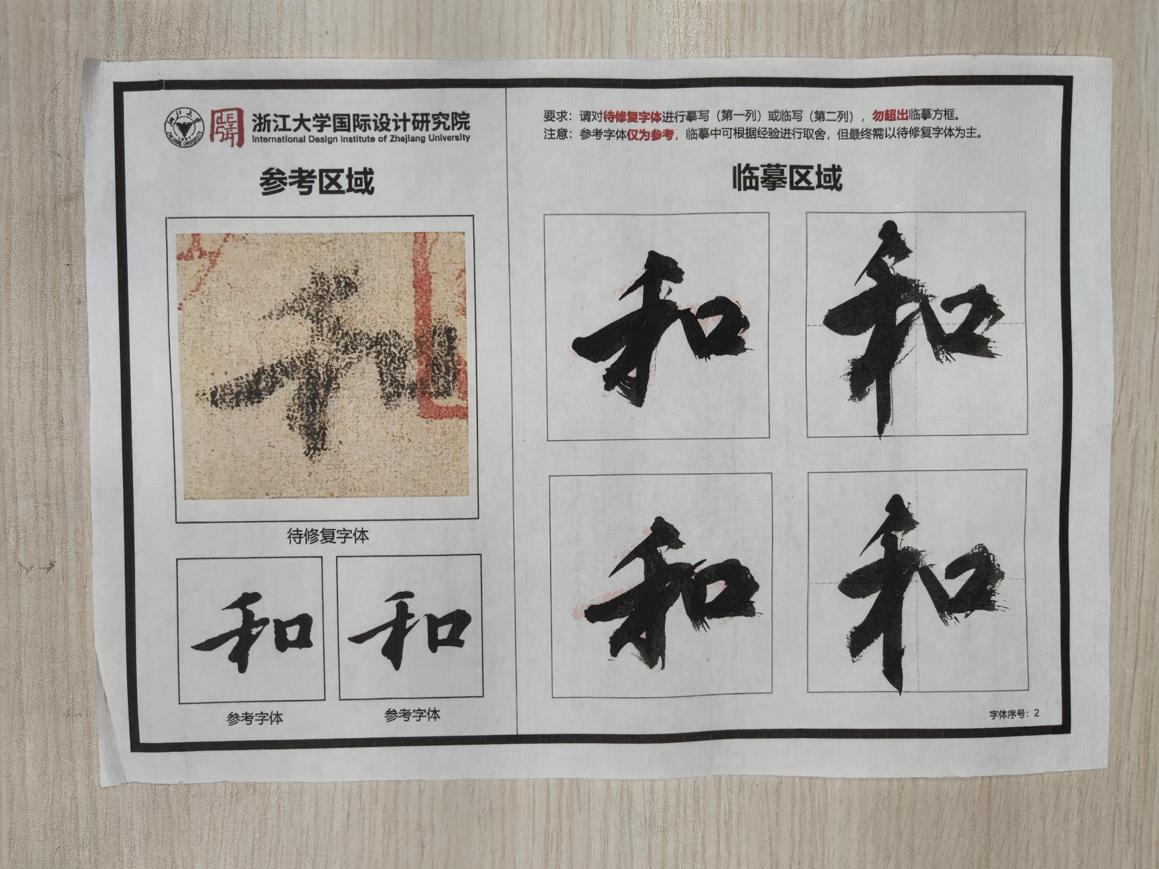 浙江大学国际设计研究院
International Design Institute of Zhejiang University
参考区域
和
待修复字体
和
和
参考字体
参考字体
要求：请对待修复字体进行摹写（第一列）或临写（第二列），勿超出临摹方框。
注意：参考字体仅为参考，临摹中可根据经验进行取舍，但最终需以待修复字体为主。
临摹区域
和
和
和
和
字体序号：2